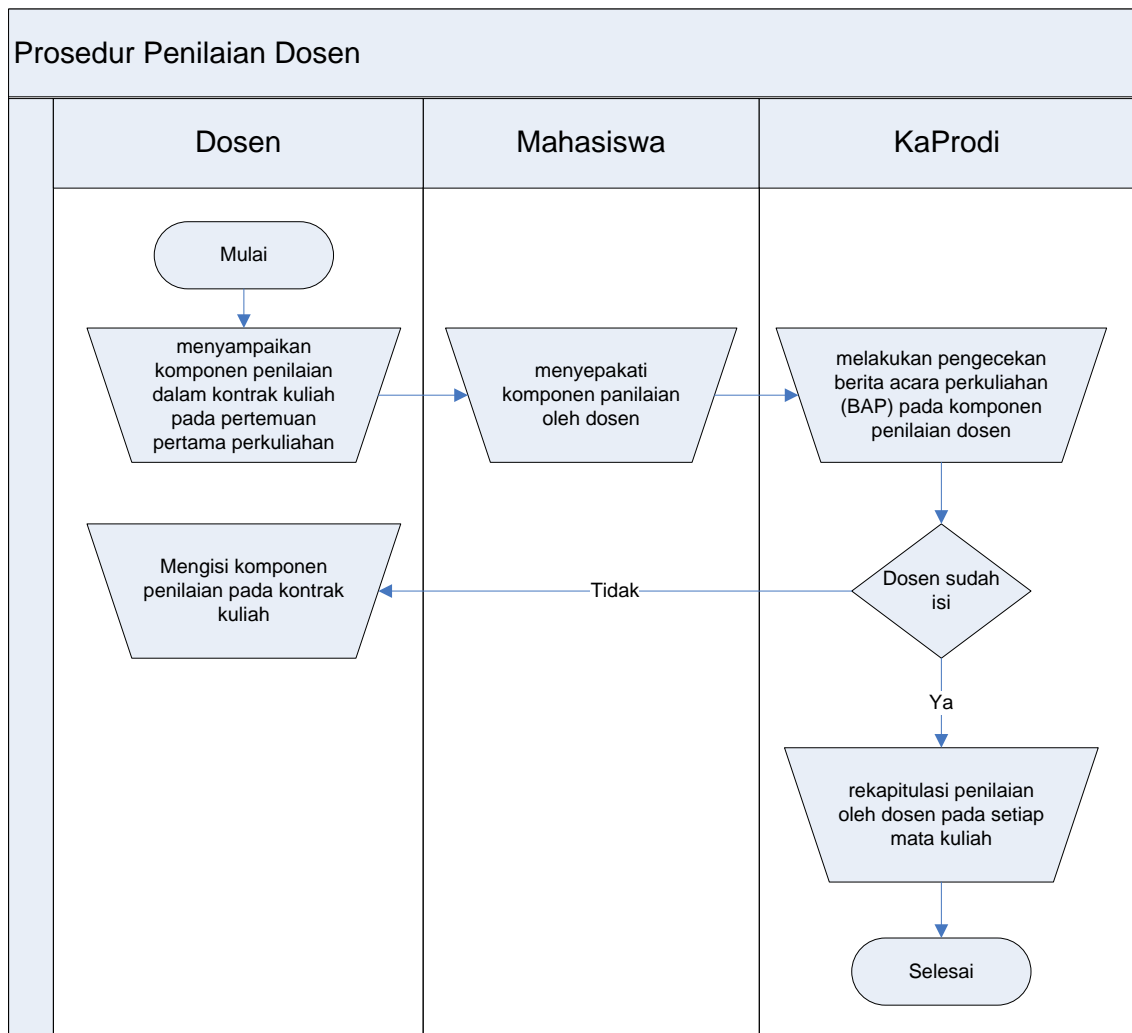 Prosedur Penilaian Dosen
Dosen
Mahasiswa
KaProdi
Mulai
menyampaikan
komponen penilaian
dalam kontrak kuliah
pada pertemuan
pertama perkuliahan
menyepakati
komponen panilaian
oleh dosen
melakukan pengecekan
berita acara perkuliahan
(BAP) pada komponen
penilaian dosen
Mengisi komponen
penilaian pada kontrak
kuliah
Tidak
Dosen sudah
isi
Ya
rekapitulasi penilaian
oleh dosen pada setiap
mata kuliah
Selesai